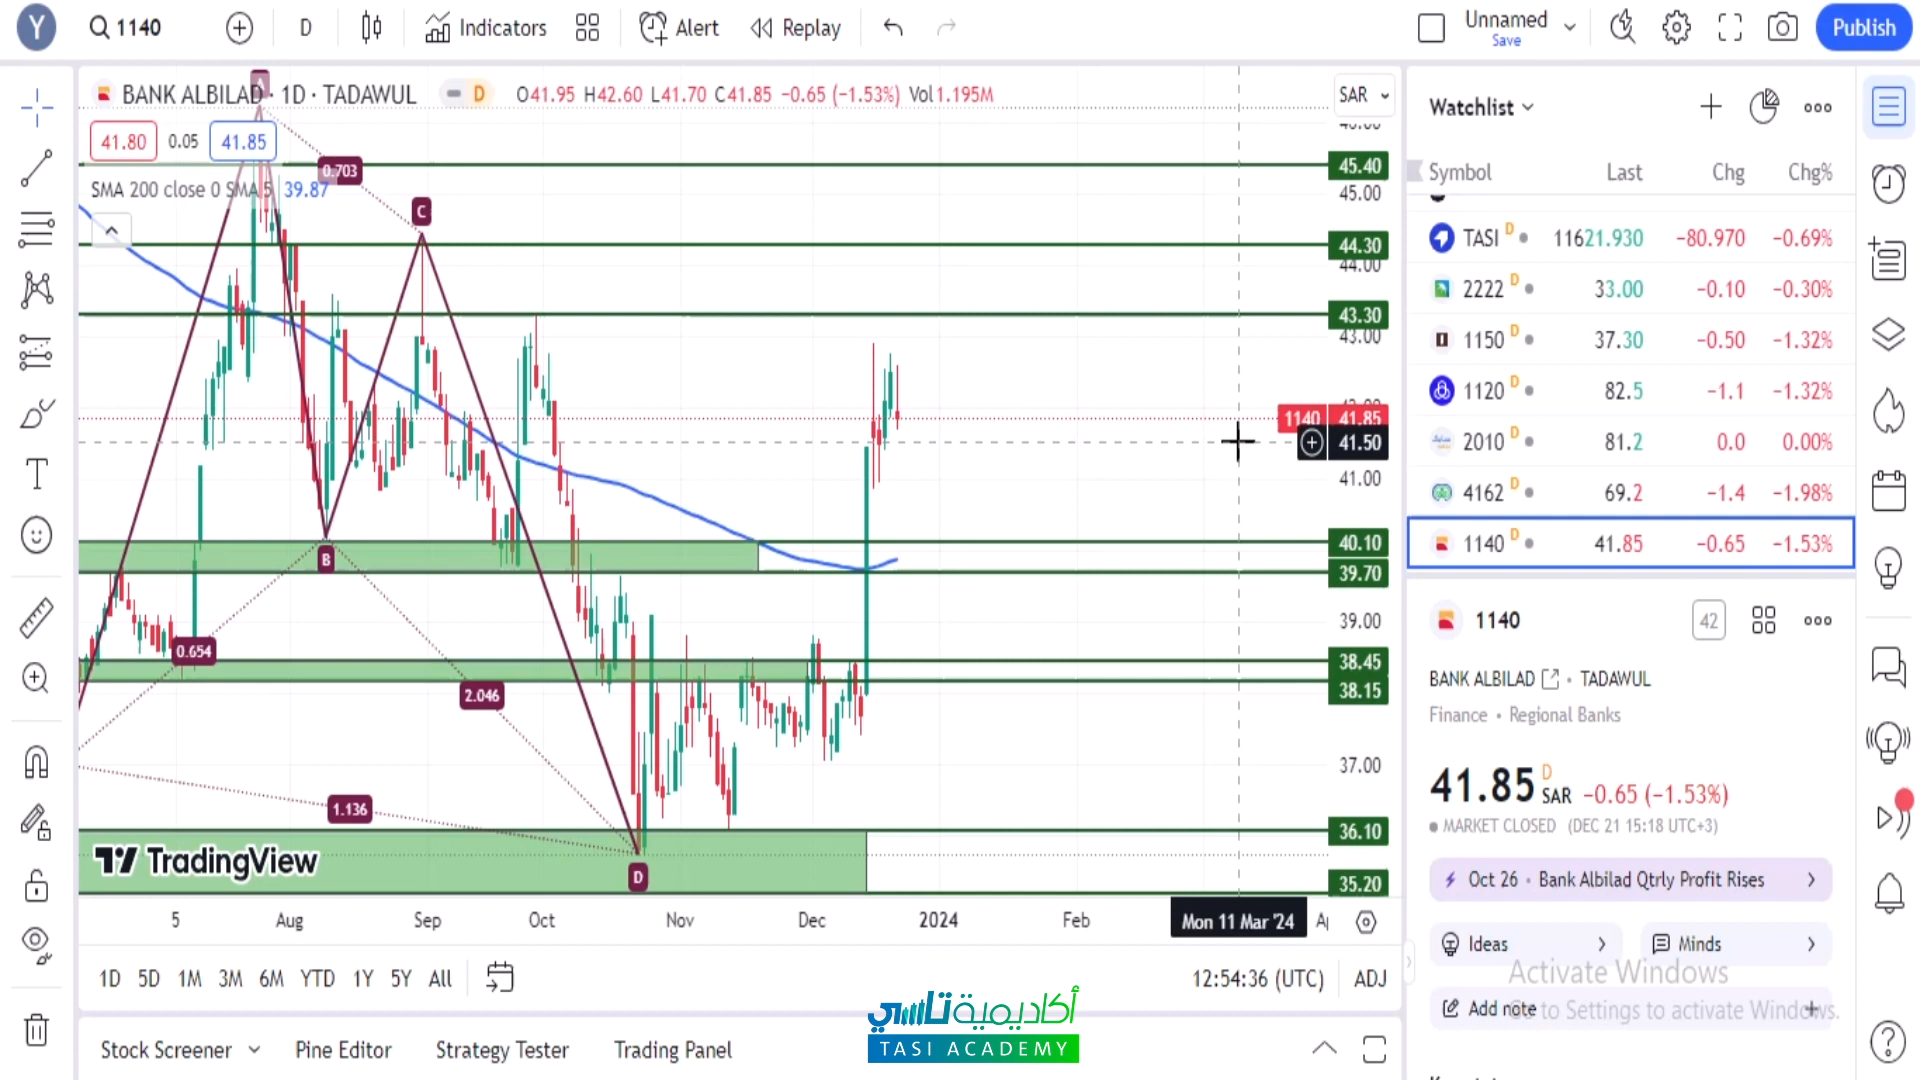 Y
1140
D
Indicators
Alert
Replay
Unnamed
Save
Publish
BANK ALBILAD · 1D · TADAWUL
D
O41.95 H42.60 L41.70 C41.85 −0.65 (−1.53%) Vol1.195M
SAR
41.80
0.05
41.85
SMA 200 close 0 SMA 5 39.87
A
0.703
C
B
0.654
2.046
1.136
D
45.40
45.00
44.30
44.00
43.30
43.00
1140 41.85
41.50
41.00
40.10
39.70
39.00
38.45
38.15
37.00
36.10
35.20
TradingView
5
Aug
Sep
Oct
Nov
Dec
2024
Feb
Mon 11 Mar '24
1D 5D 1M 3M 6M YTD 1Y 5Y All
12:54:36 (UTC)
ADJ
Stock Screener
Pine Editor
Strategy Tester
Trading Panel
أكاديمية تاسي
TASI ACADEMY
Watchlist
Symbol Last Chg Chg%
TASI D 11621.930 −80.970 −0.69%
2222 D 33.00 −0.10 −0.30%
1150 D 37.30 −0.50 −1.32%
1120 D 82.5 −1.1 −1.32%
2010 D 81.2 0.0 0.00%
4162 D 69.2 −1.4 −1.98%
1140 D 41.85 −0.65 −1.53%
1140
42
BANK ALBILAD • TADAWUL
Finance • Regional Banks
41.85 D SAR −0.65 (−1.53%)
MARKET CLOSED (DEC 21 15:18 UTC+3)
Oct 26 • Bank Albilad Qtrly Profit Rises
Ideas
Minds
Activate Windows
Add note
Go to Settings to activate Windows.